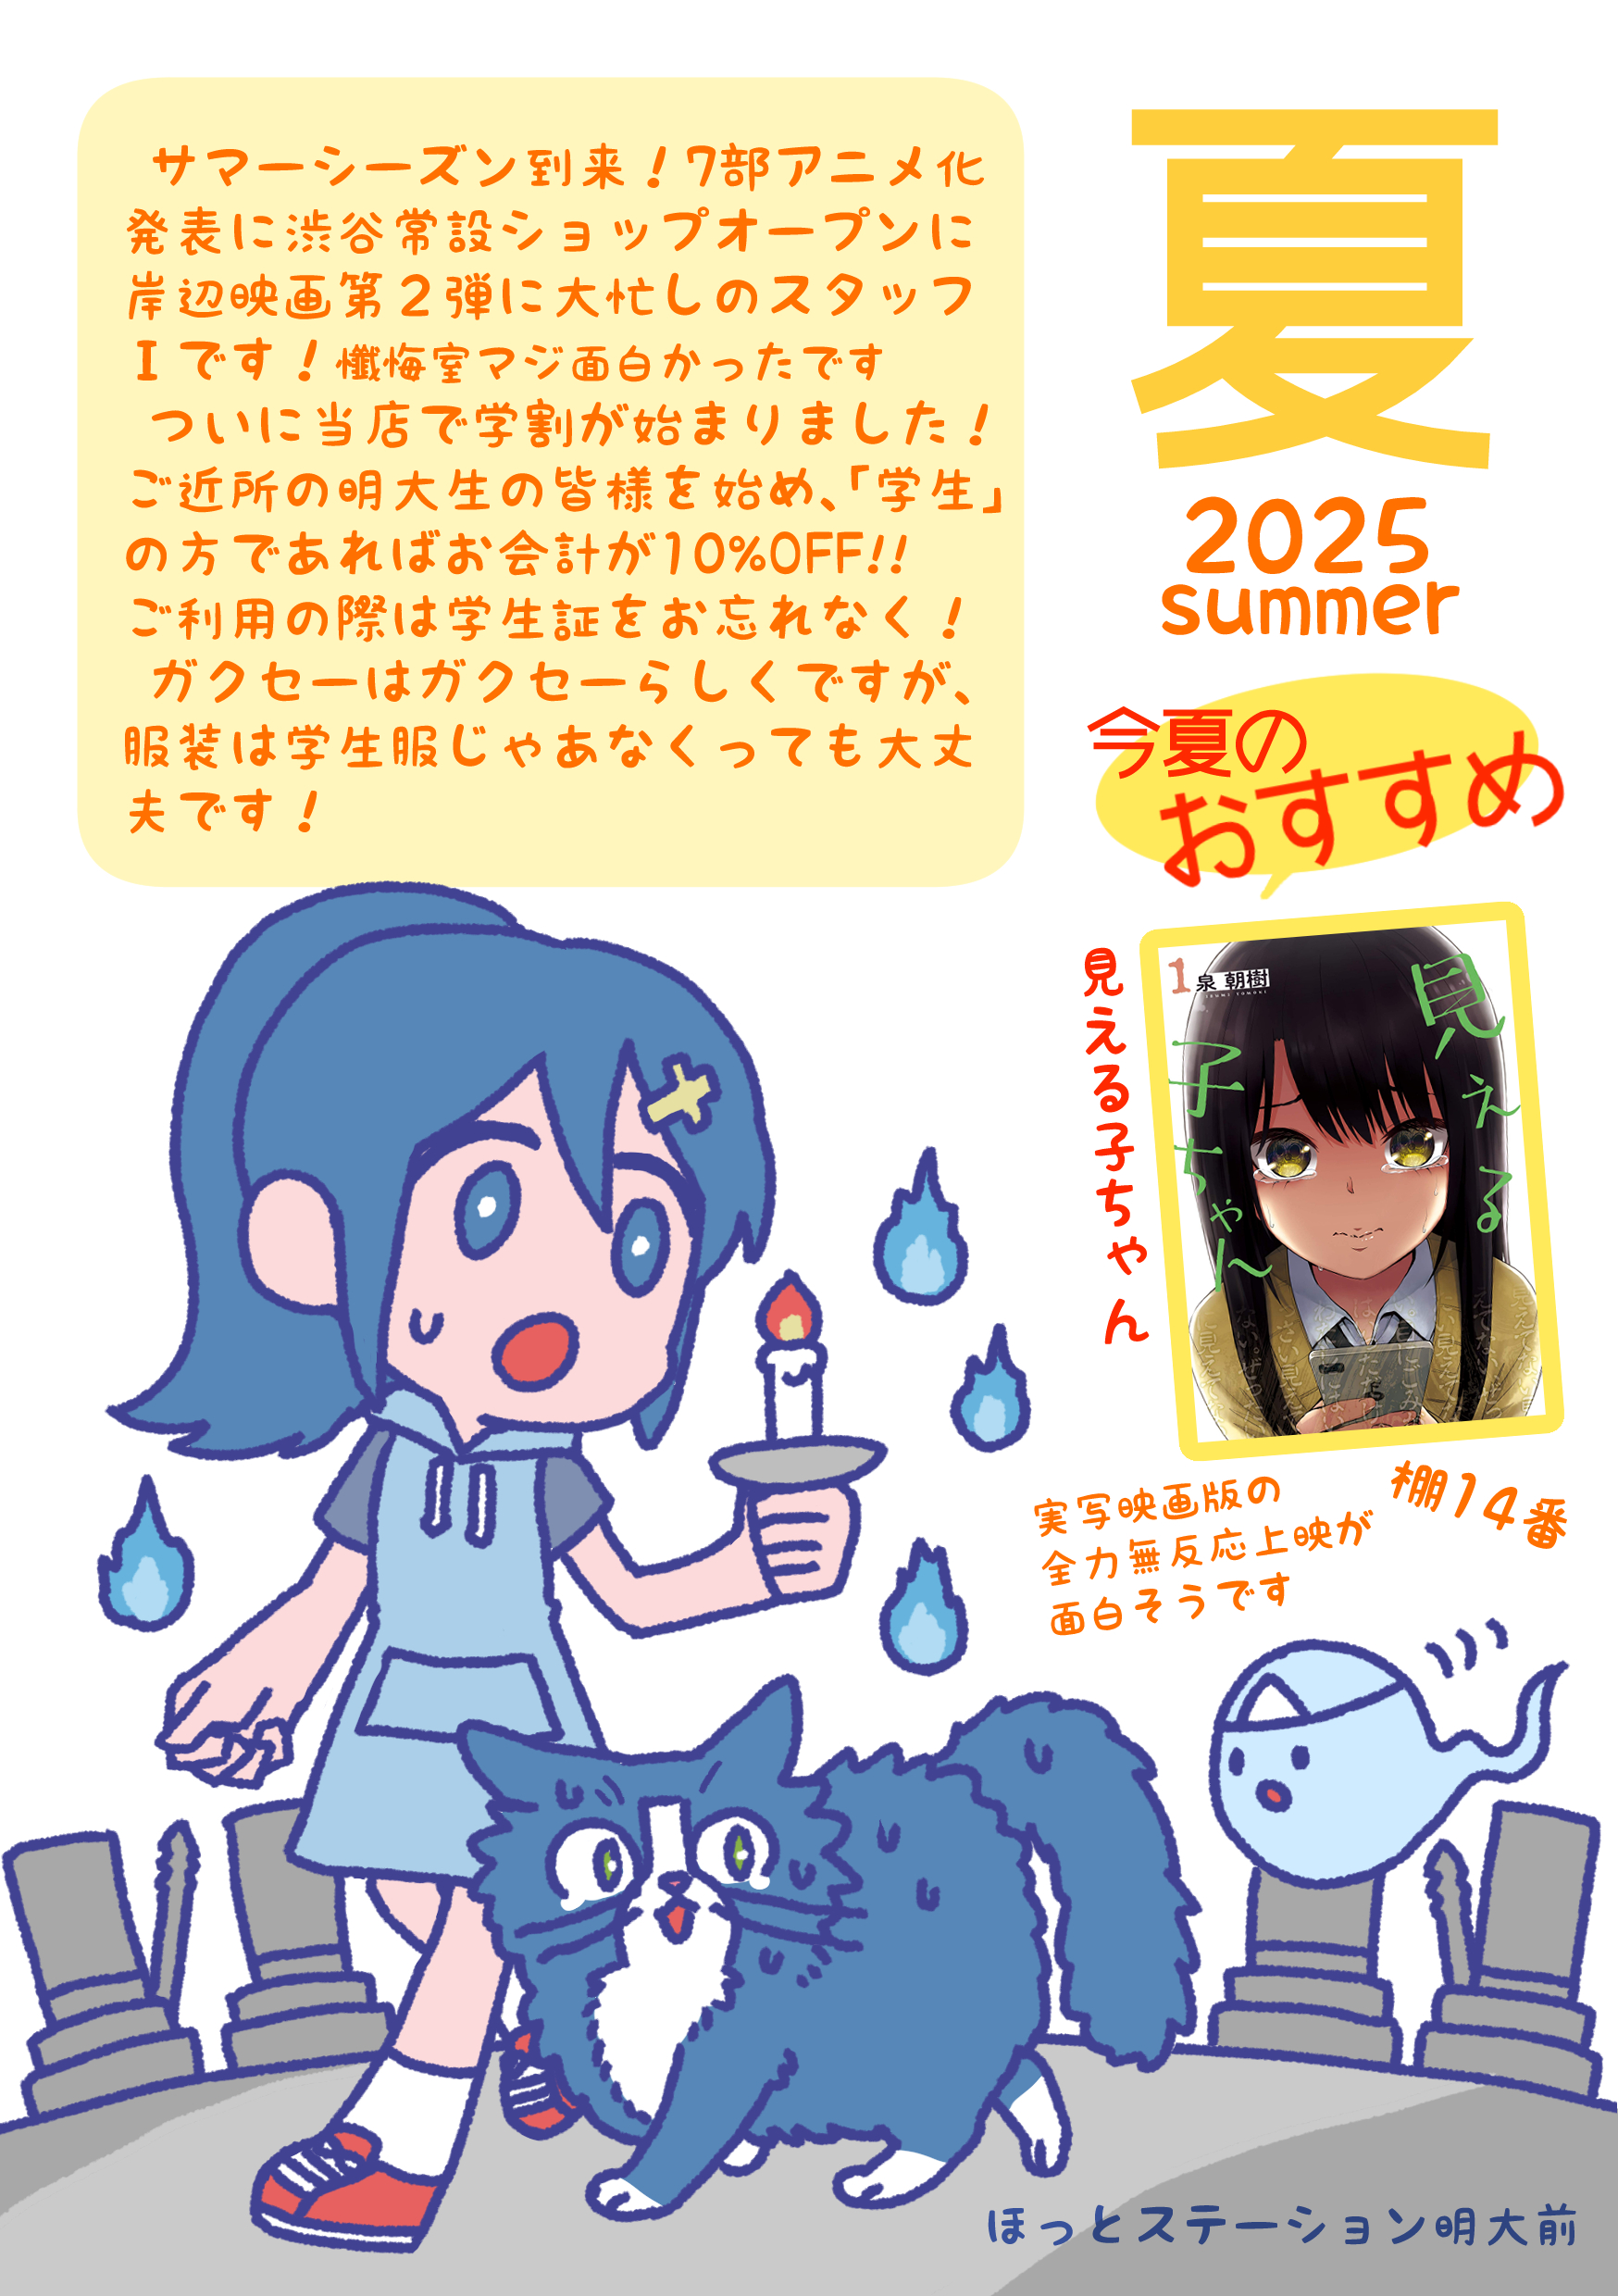 サマーシーズン到来！7部アニメ化
発表に渋谷常設ショップオープンに
岸辺映画第２弾に大忙しのスタッフ
Ｉです！懺悔室マジ面白かったです
ついに当店で学割が始まりました！
ご近所の明大生の皆様を始め、「学生」
の方であればお会計が10%OFF!!
ご利用の際は学生証をお忘れなく！
ガクセーはガクセーらしくですが、
服装は学生服じゃあなくっても大丈
夫です！
夏
2025
summer
今夏の
おすすめ
見える子ちゃん
1 泉 朝樹
見える
子ちゃん
棚14番
実写映画版の
全力無反応上映が
面白そうです
ほっとステーション明大前